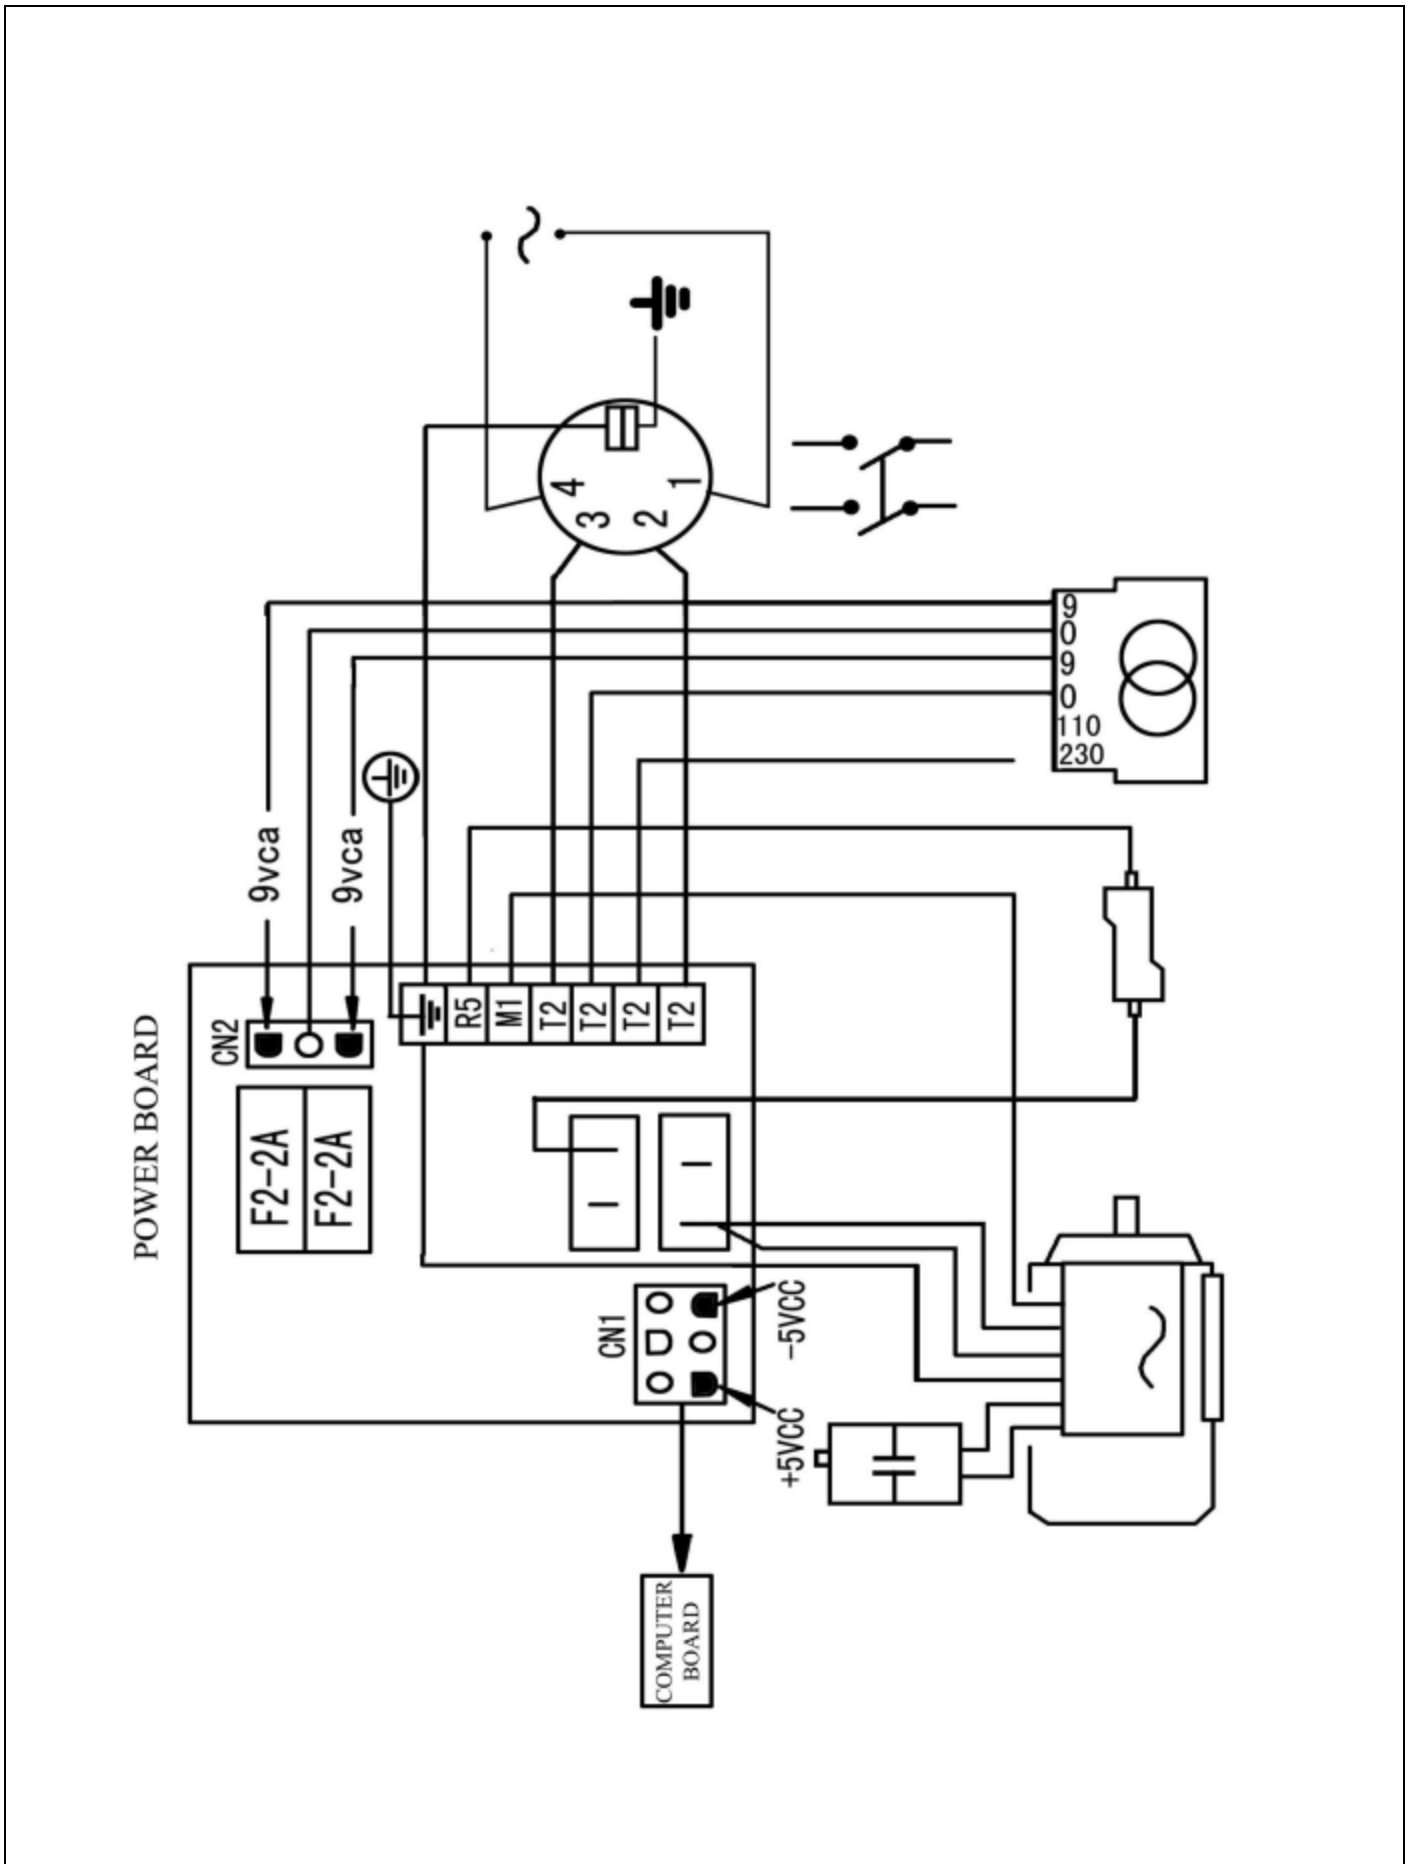 4
3
2
1
9
0
9
0
110
230
9vca
9vca
POWER BOARD
CN2
R5
M1
T2
T2
T2
T2
F2-2A
F2-2A
CN1
-5VCC
+5VCC
COMPUTER
BOARD